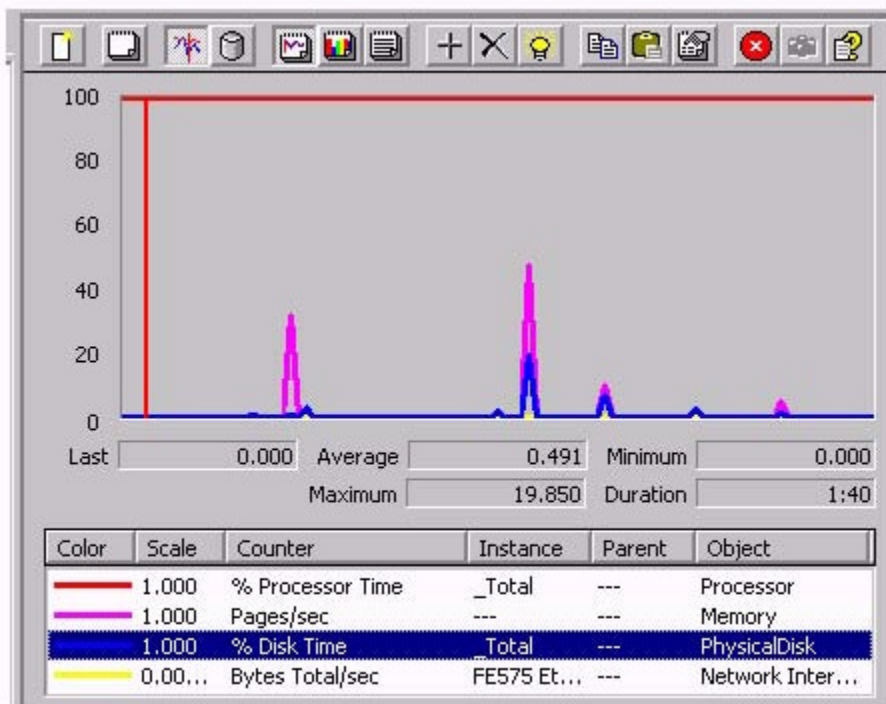 100
80
60
40
20
0
Last 0.000 Average 0.491 Minimum 0.000
Maximum 19.850 Duration 1:40
Color Scale Counter Instance Parent Object
1.000 % Processor Time _Total --- Processor
1.000 Pages/sec --- --- Memory
1.000 % Disk Time _Total --- PhysicalDisk
0.00... Bytes Total/sec FE575 Et... --- Network Inter...